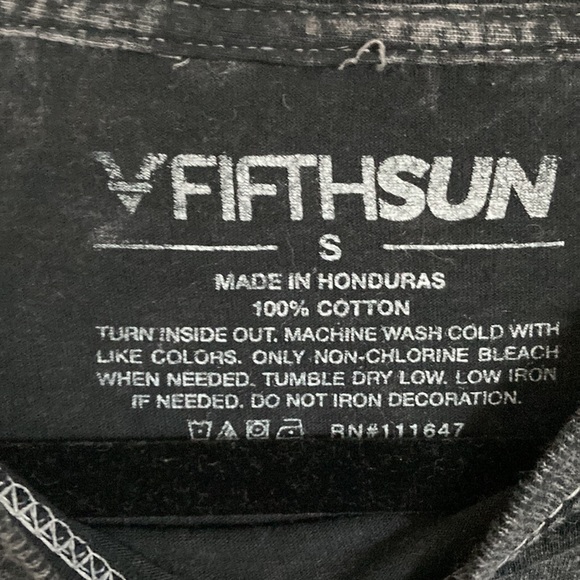 FIFTHSUN
S
MADE IN HONDURAS
100% COTTON
TURN INSIDE OUT. MACHINE WASH COLD WITH
LIKE COLORS. ONLY NON-CHLORINE BLEACH
WHEN NEEDED. TUMBLE DRY LOW. LOW IRON
IF NEEDED. DO NOT IRON DECORATION.
RN#111647